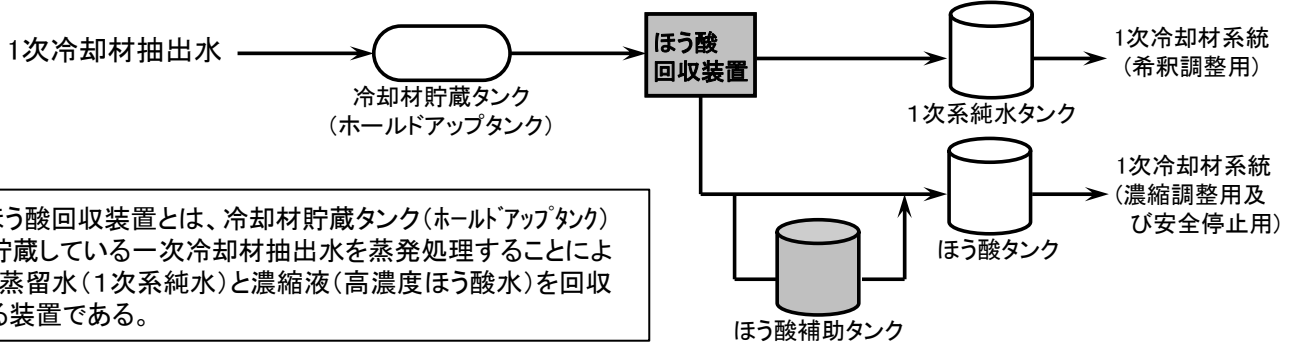 1次冷却材抽出水
冷却材貯蔵タンク
(ホールドアップタンク)
ほう酸
回収装置
1次系純水タンク
1次冷却材系統
(希釈調整用)
ほう酸タンク
1次冷却材系統
(濃縮調整用及
び安全停止用)
ほう酸補助タンク
う酸回収装置とは、冷却材貯蔵タンク(ホールドアップタンク)
貯蔵している一次冷却材抽出水を蒸発処理することによ
蒸留水(1次系純水)と濃縮液(高濃度ほう酸水)を回収
る装置である。